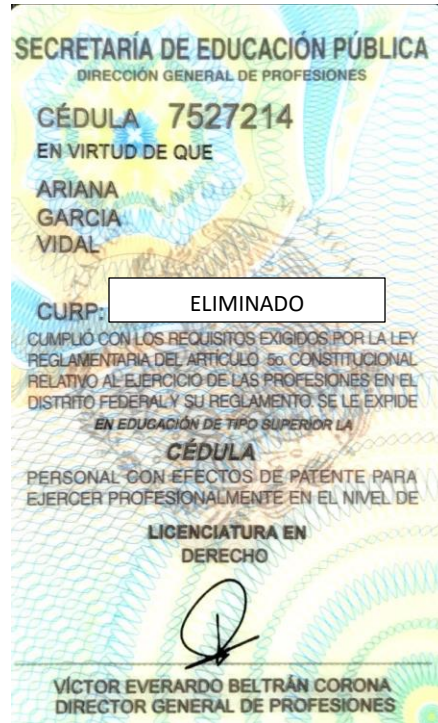 SECRETARÍA DE EDUCACIÓN PÚBLICA
DIRECCIÓN GENERAL DE PROFESIONES
CÉDULA 7527214
EN VIRTUD DE QUE
ARIANA
GARCIA
VIDAL
CURP: ELIMINADO
CUMPLIÓ CON LOS REQUISITOS EXIGIDOS POR LA LEY
REGLAMENTARIA DEL ARTÍCULO 5o. CONSTITUCIONAL
RELATIVO AL EJERCICIO DE LAS PROFESIONES EN EL
DISTRITO FEDERAL Y SU REGLAMENTO SE LE EXPIDE
EN EDUCACIÓN DE TIPO SUPERIOR LA
CÉDULA
PERSONAL CON EFECTOS DE PATENTE PARA
EJERCER PROFESIONALMENTE EN EL NIVEL DE
LICENCIATURA EN
DERECHO
VÍCTOR EVERARDO BELTRÁN CORONA
DIRECTOR GENERAL DE PROFESIONES